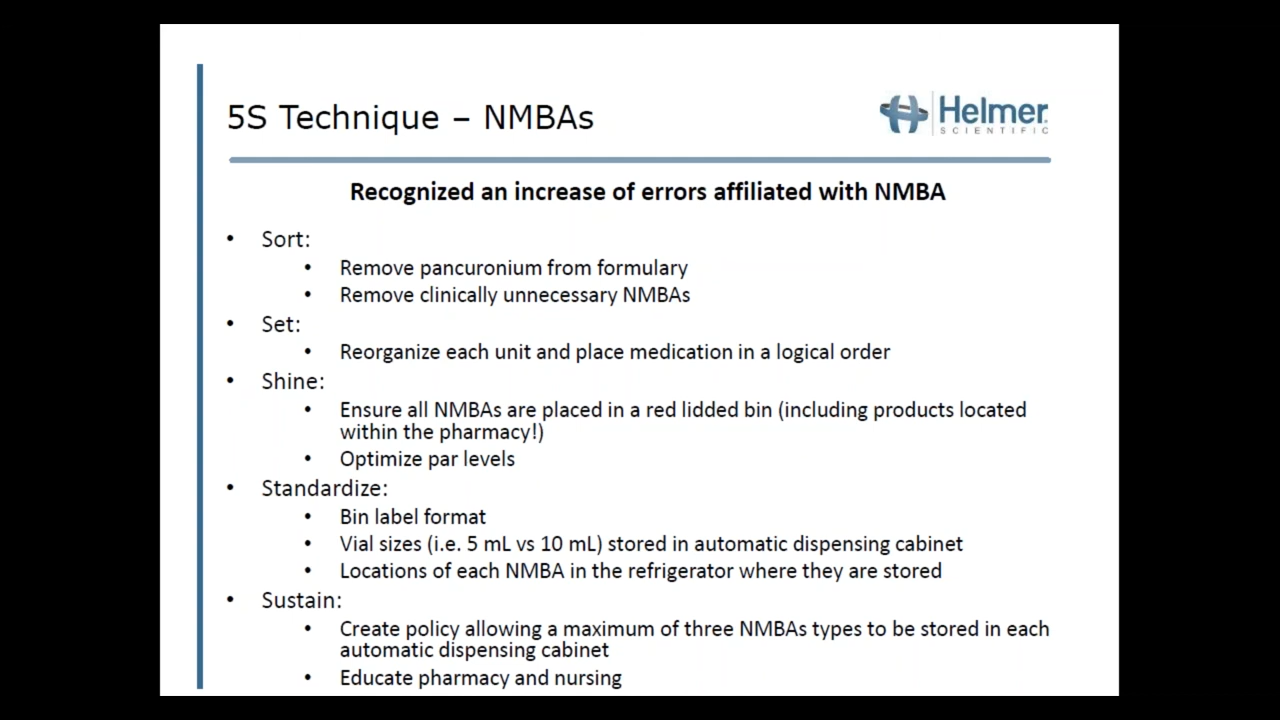 5S Technique – NMBAs
Helmer
SCIENTIFIC
Recognized an increase of errors affiliated with NMBA
• Sort:
• Remove pancuronium from formulary
• Remove clinically unnecessary NMBAs
• Set:
• Reorganize each unit and place medication in a logical order
• Shine:
• Ensure all NMBAs are placed in a red lidded bin (including products located
within the pharmacy!)
• Optimize par levels
• Standardize:
• Bin label format
• Vial sizes (i.e. 5 mL vs 10 mL) stored in automatic dispensing cabinet
• Locations of each NMBA in the refrigerator where they are stored
• Sustain:
• Create policy allowing a maximum of three NMBAs types to be stored in each
automatic dispensing cabinet
• Educate pharmacy and nursing